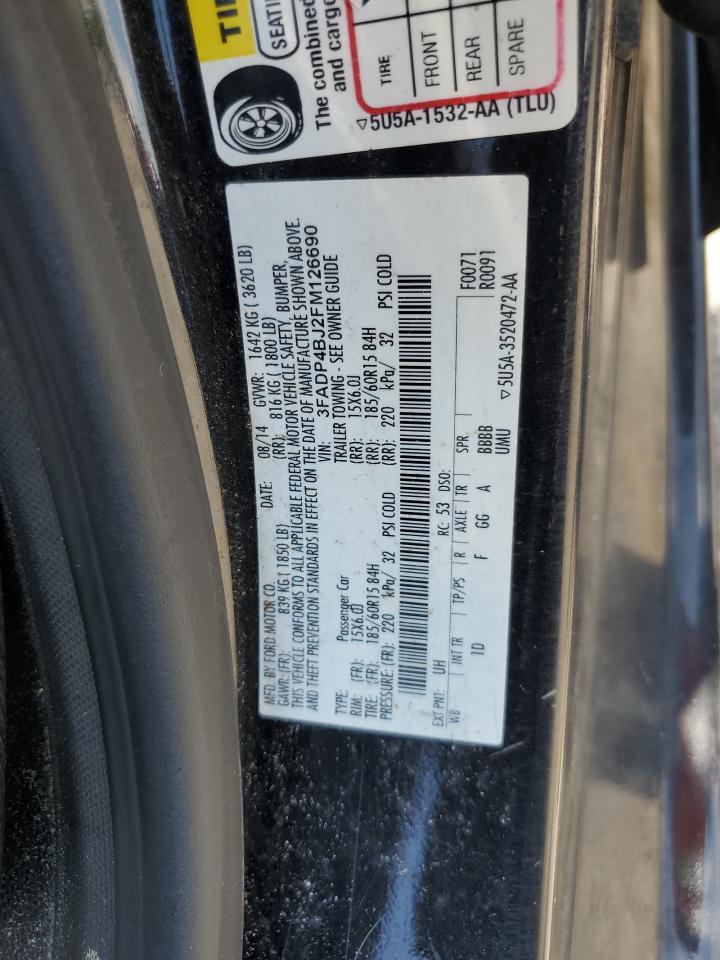 TIR
SEATI
The combined
and cargo
TIRE
FRONT
REAR
SPARE
▽5U5A-1532-AA (TLU)
MFD. BY FORD MOTOR CO. DATE: 08/14 GVWR: 1642 KG ( 3620 LB)
GAWR: (FR): 839 KG ( 1850 LB) (RR): 816 KG ( 1800 LB)
THIS VEHICLE CONFORMS TO ALL APPLICABLE FEDERAL MOTOR VEHICLE SAFETY, BUMPER,
AND THEFT PREVENTION STANDARDS IN EFFECT ON THE DATE OF MANUFACTURE SHOWN ABOVE.
VIN: 3FADP4BJ2FM126690
TYPE: Passenger Car TRAILER TOWING - SEE OWNER GUIDE
RIM: (FR): 15X6.0J (RR): 15X6.0J
TIRE: (FR): 185/60R15 84H (RR): 185/60R15 84H
PRESSURE: (FR): 220 kPa/ 32 PSI COLD (RR): 220 kPa/ 32 PSI COLD
EXT PNT: UH RC: 53 DSO: F0071
WB INT TR TP/PS R AXLE TR SPR R0091
1D F GG A BBBB
UMU ▽5U5A-3520472-AA